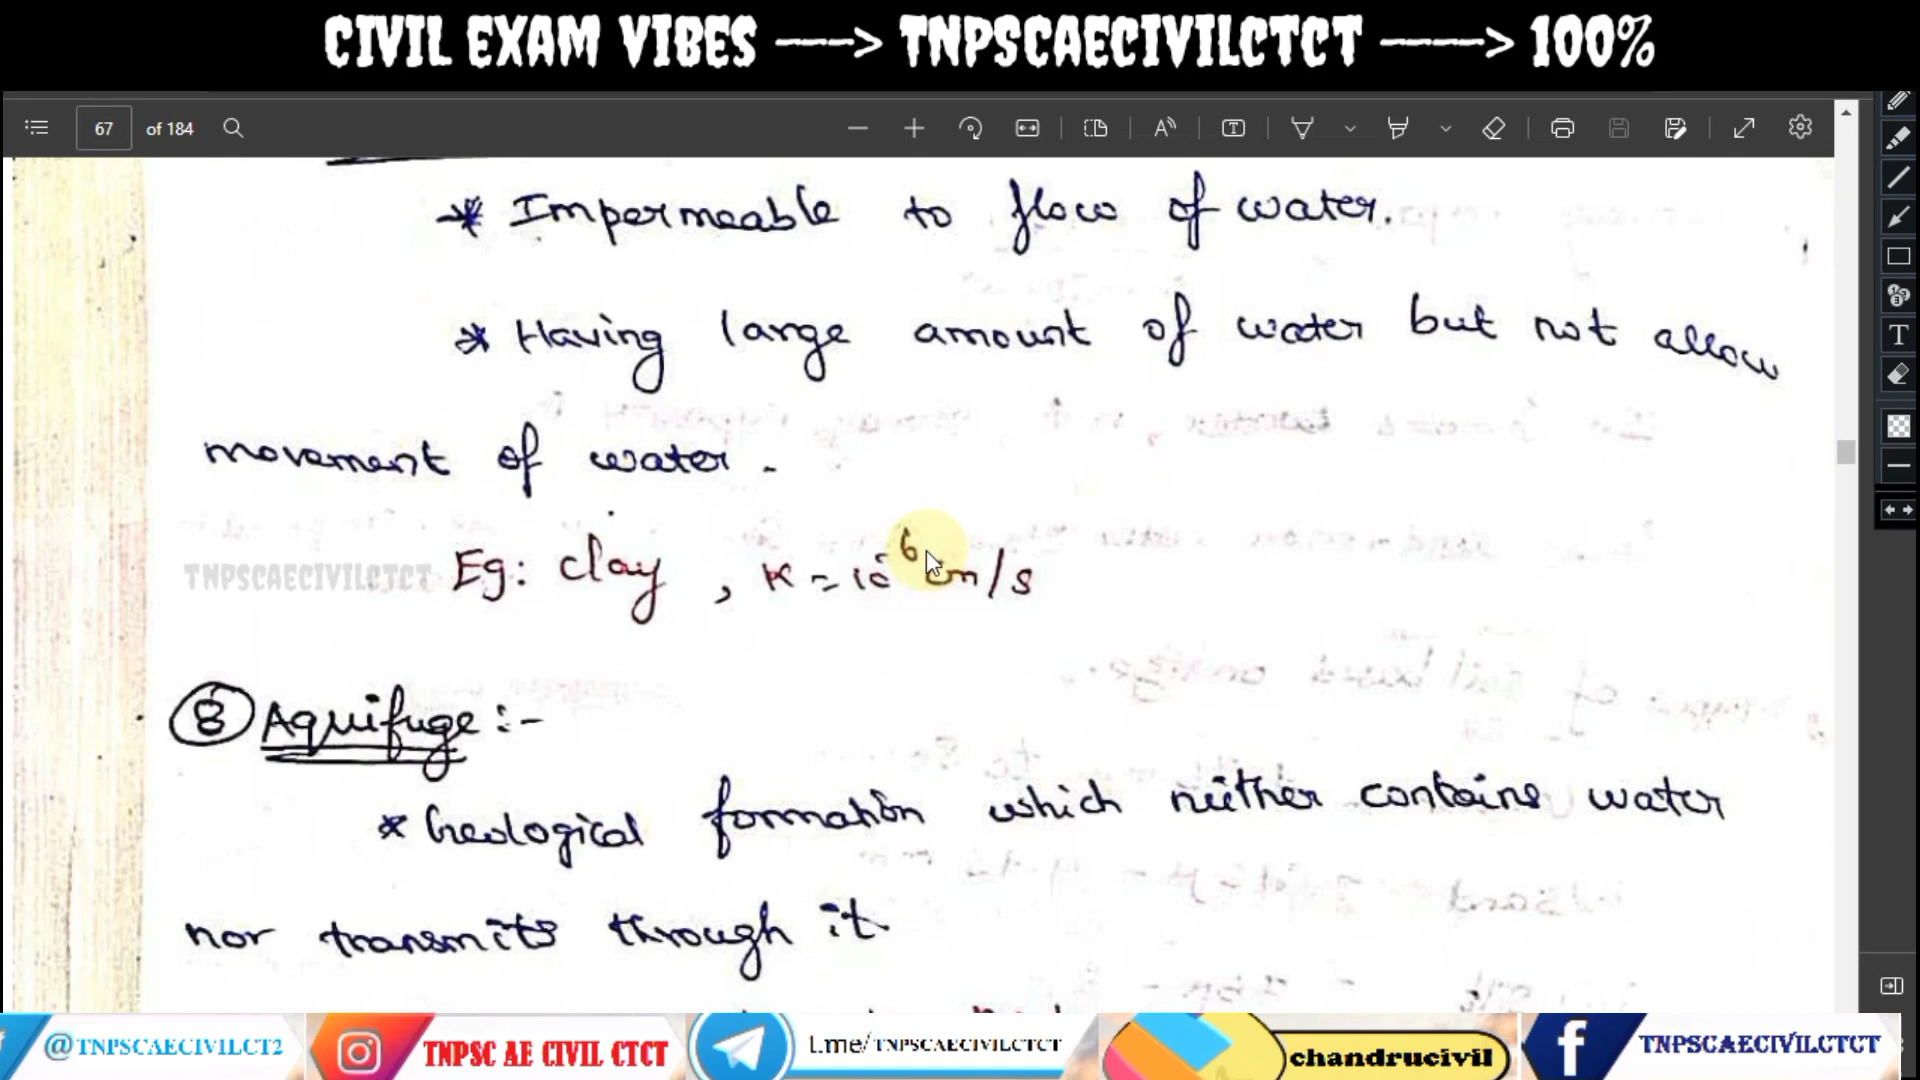 CIVIL EXAM VIBES ---> TNPSCAECIVILCTCT ----> 100%
67 of 184
* Impermeable to flow of water.
* Having large amount of water but not allow
movement of water.
TNPSCAECIVILCTCT Eg: clay, K = 10⁻⁶ cm/s
8 Aquifuge :-
* Geological formation which neither contains water
nor transmits through it
@TNPSCAECIVILCT2 TNPSC AE CIVIL CTCT t.me/TNPSCAECIVILCTCT chandrucivil TNPSCAECIVILCTCT